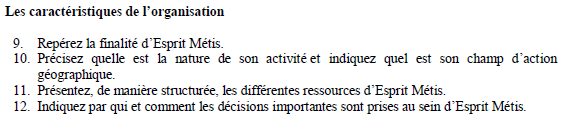 Les caractéristiques de l'organisation
9. Repérez la finalité d'Esprit Métis.
10. Précisez quelle est la nature de son activité et indiquez quel est son champ d'action
géographique.
11. Présentez, de manière structurée, les différentes ressources d'Esprit Métis.
12. Indiquez par qui et comment les décisions importantes sont prises au sein d'Esprit Métis.